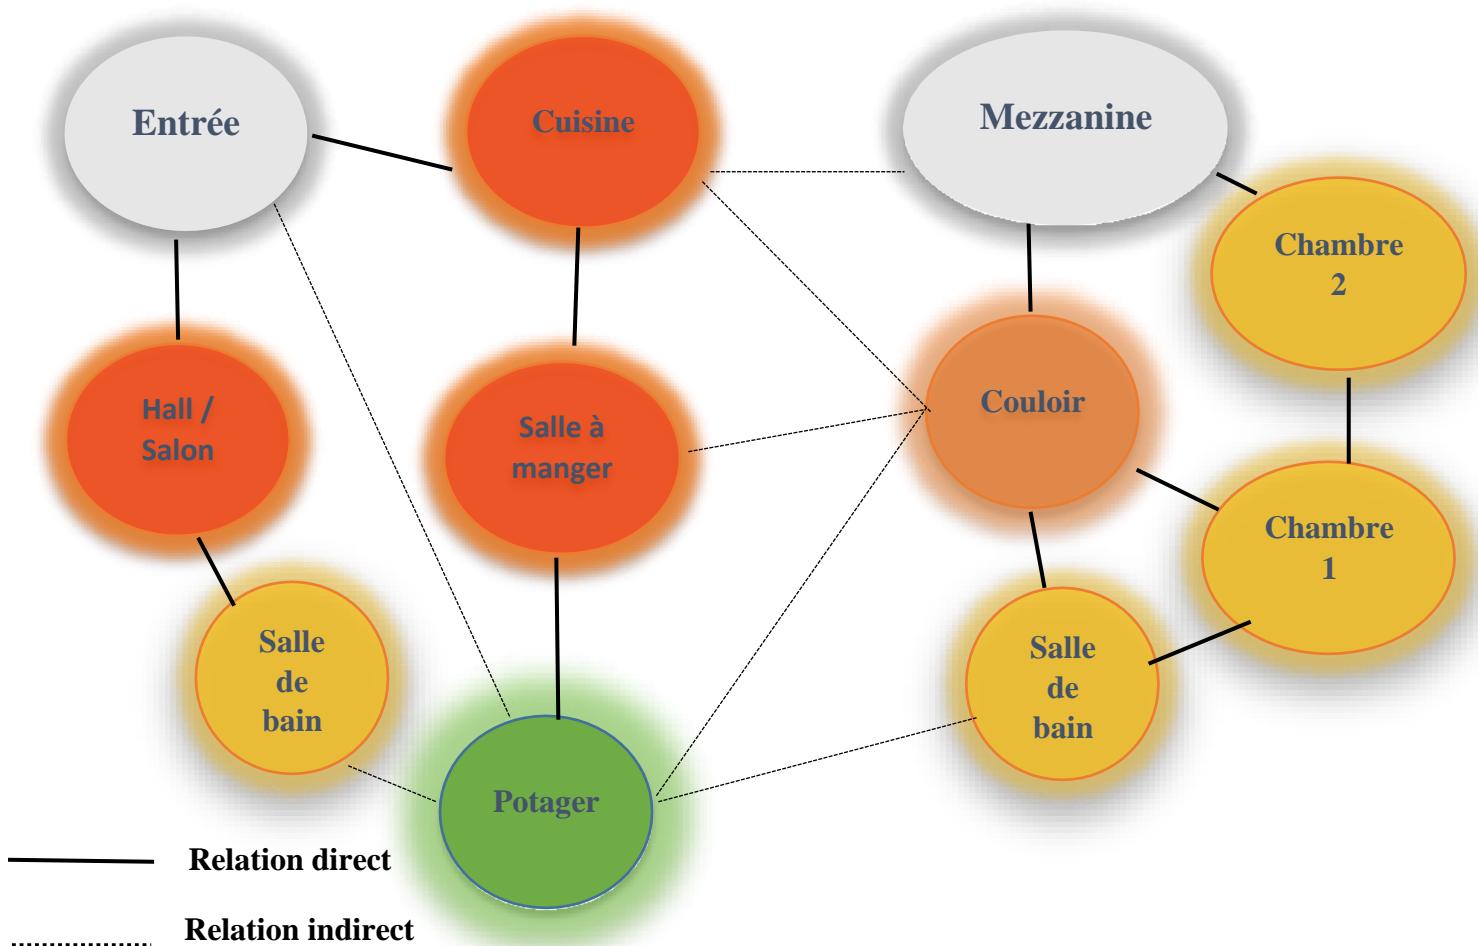 Entrée
Cuisine
Mezzanine
Chambre
2
Hall /
Salon
Salle à
manger
Couloir
Chambre
1
Salle
de
bain
Salle
de
bain
Potager
Relation direct
Relation indirect